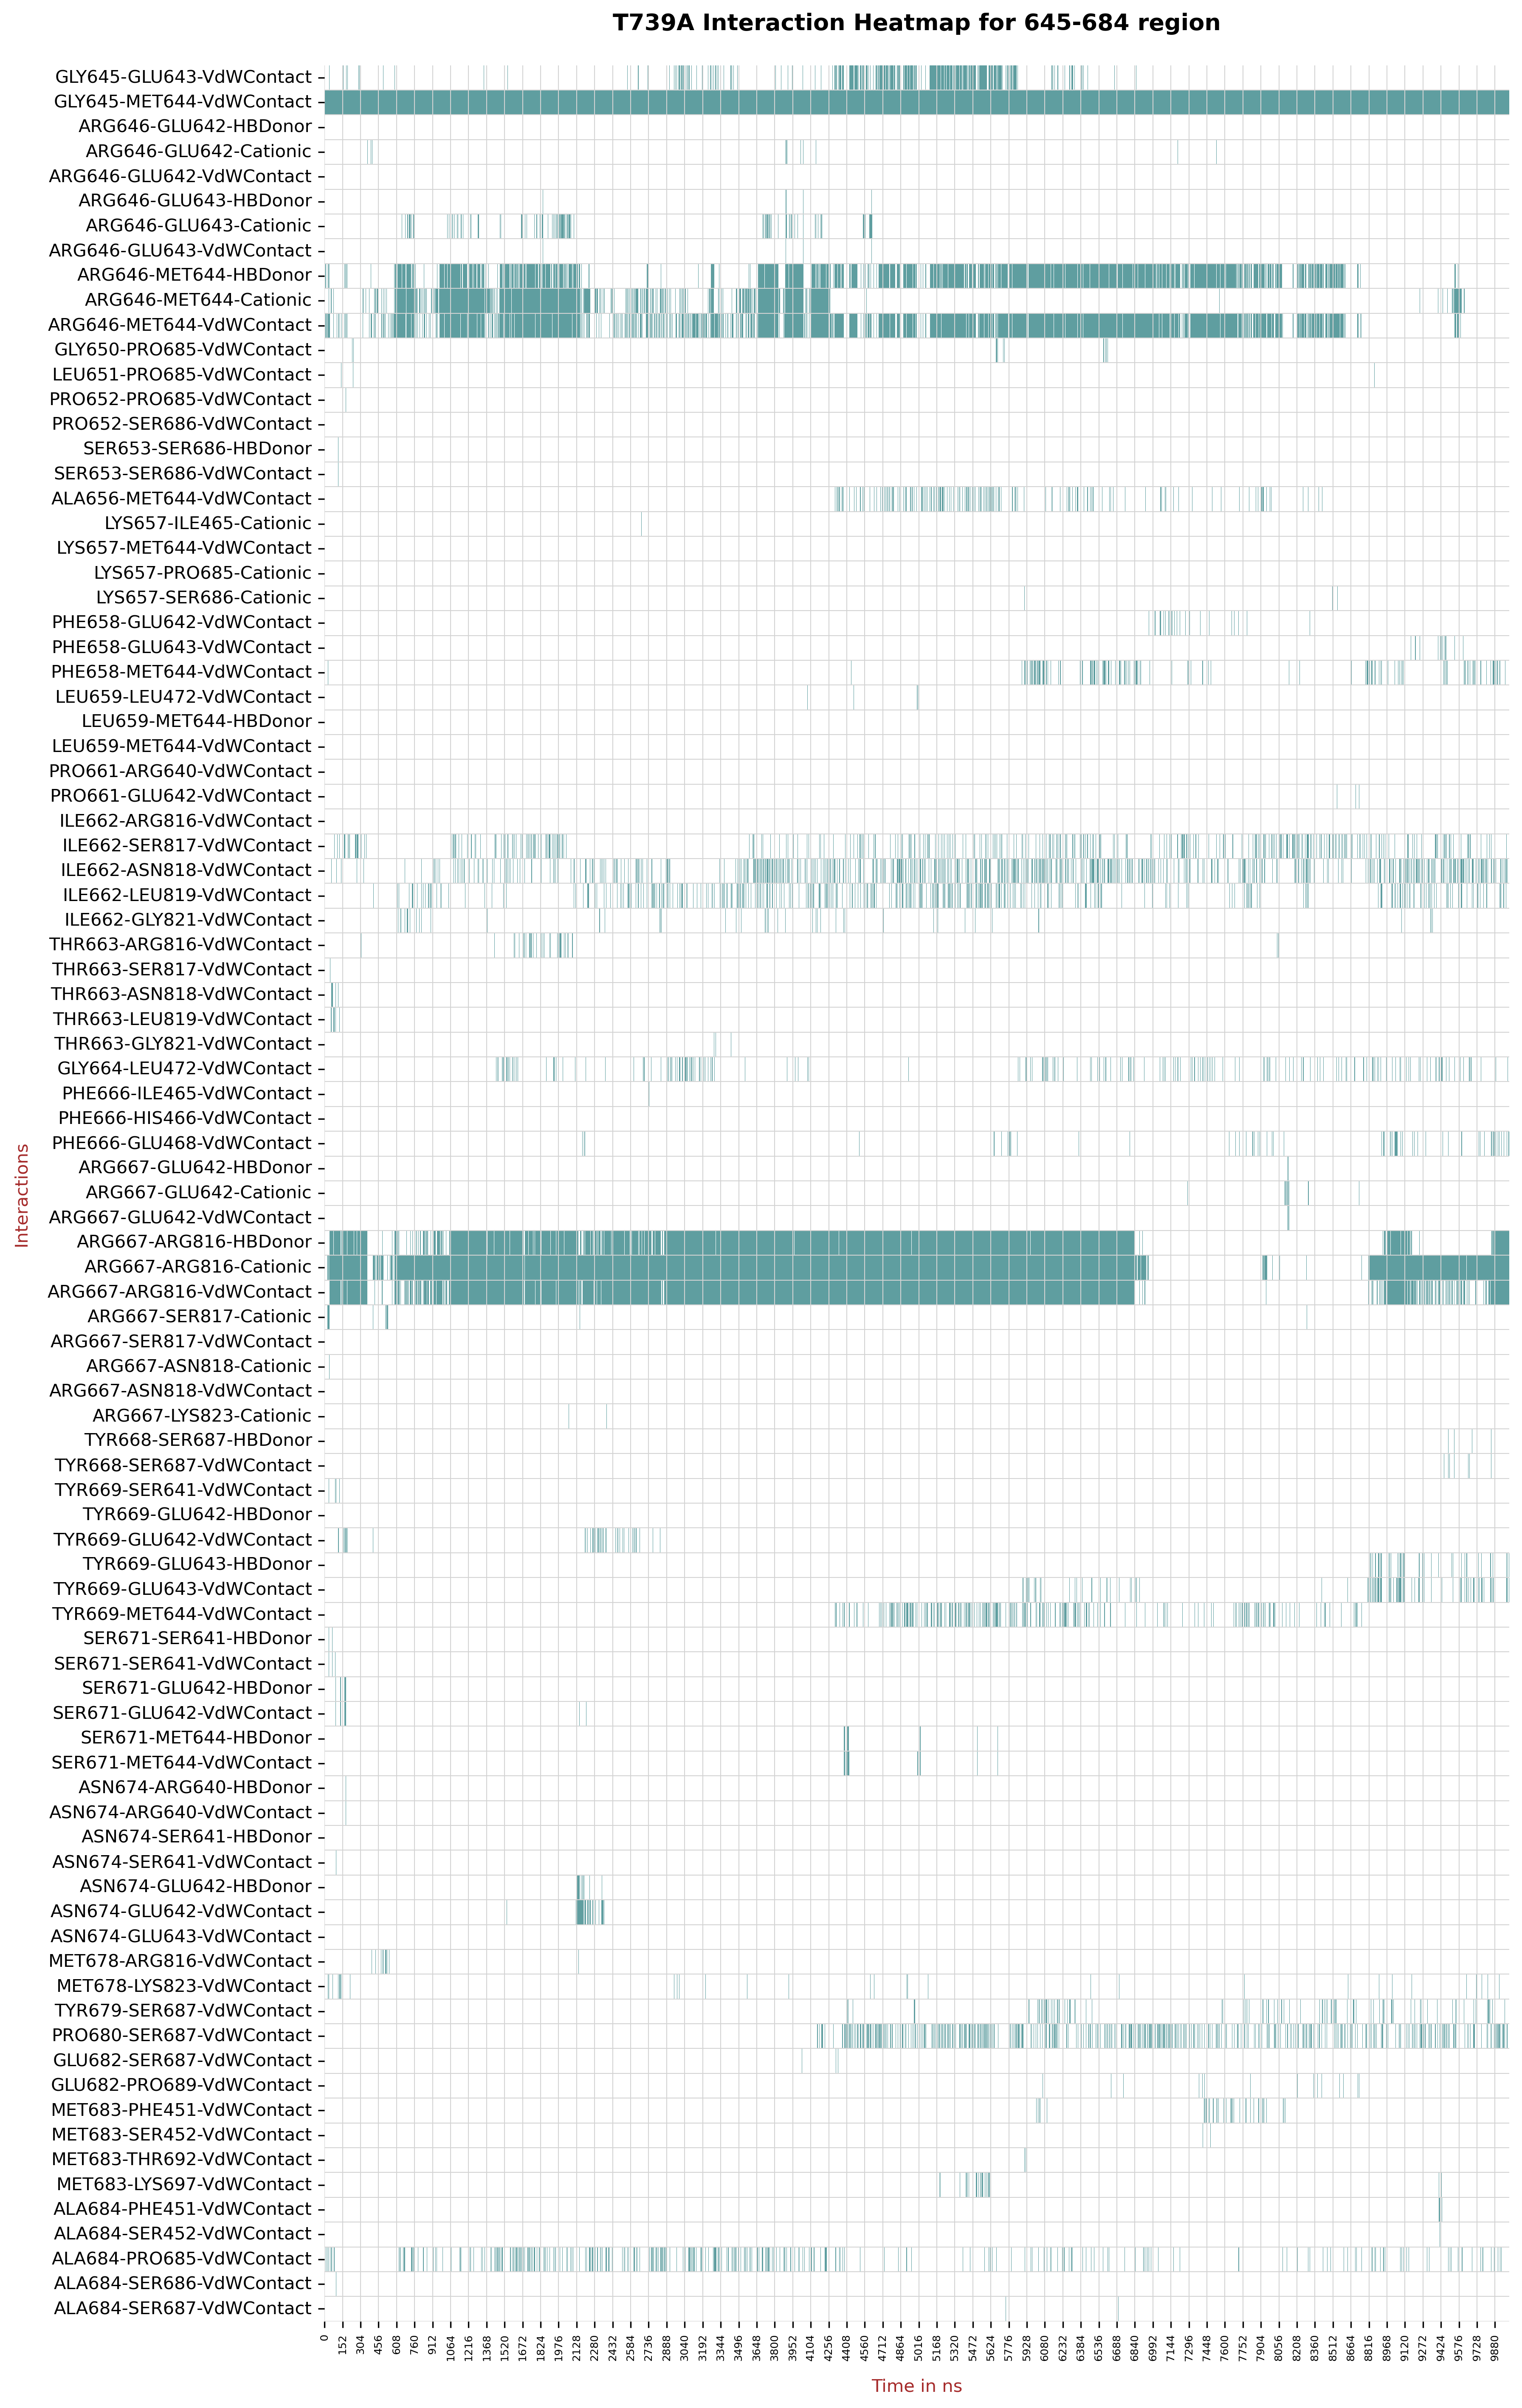 T739A Interaction Heatmap for 645-684 region
GLY645-GLU643-VdWContact
GLY645-MET644-VdWContact
ARG646-GLU642-HBDonor
ARG646-GLU642-Cationic
ARG646-GLU642-VdWContact
ARG646-GLU643-HBDonor
ARG646-GLU643-Cationic
ARG646-GLU643-VdWContact
ARG646-MET644-HBDonor
ARG646-MET644-Cationic
ARG646-MET644-VdWContact
GLY650-PRO685-VdWContact
LEU651-PRO685-VdWContact
PRO652-PRO685-VdWContact
PRO652-SER686-VdWContact
SER653-SER686-HBDonor
SER653-SER686-VdWContact
ALA656-MET644-VdWContact
LYS657-ILE465-Cationic
LYS657-MET644-VdWContact
LYS657-PRO685-Cationic
LYS657-SER686-Cationic
PHE658-GLU642-VdWContact
PHE658-GLU643-VdWContact
PHE658-MET644-VdWContact
LEU659-LEU472-VdWContact
LEU659-MET644-HBDonor
LEU659-MET644-VdWContact
PRO661-ARG640-VdWContact
PRO661-GLU642-VdWContact
ILE662-ARG816-VdWContact
ILE662-SER817-VdWContact
ILE662-ASN818-VdWContact
ILE662-LEU819-VdWContact
ILE662-GLY821-VdWContact
THR663-ARG816-VdWContact
THR663-SER817-VdWContact
THR663-ASN818-VdWContact
THR663-LEU819-VdWContact
THR663-GLY821-VdWContact
GLY664-LEU472-VdWContact
PHE666-ILE465-VdWContact
PHE666-HIS466-VdWContact
PHE666-GLU468-VdWContact
ARG667-GLU642-HBDonor
ARG667-GLU642-Cationic
ARG667-GLU642-VdWContact
ARG667-ARG816-HBDonor
ARG667-ARG816-Cationic
ARG667-ARG816-VdWContact
ARG667-SER817-Cationic
ARG667-SER817-VdWContact
ARG667-ASN818-Cationic
ARG667-ASN818-VdWContact
ARG667-LYS823-Cationic
TYR668-SER687-HBDonor
TYR668-SER687-VdWContact
TYR669-SER641-VdWContact
TYR669-GLU642-HBDonor
TYR669-GLU642-VdWContact
TYR669-GLU643-HBDonor
TYR669-GLU643-VdWContact
TYR669-MET644-VdWContact
SER671-SER641-HBDonor
SER671-SER641-VdWContact
SER671-GLU642-HBDonor
SER671-GLU642-VdWContact
SER671-MET644-HBDonor
SER671-MET644-VdWContact
ASN674-ARG640-HBDonor
ASN674-ARG640-VdWContact
ASN674-SER641-HBDonor
ASN674-SER641-VdWContact
ASN674-GLU642-HBDonor
ASN674-GLU642-VdWContact
ASN674-GLU643-VdWContact
MET678-ARG816-VdWContact
MET678-LYS823-VdWContact
TYR679-SER687-VdWContact
PRO680-SER687-VdWContact
GLU682-SER687-VdWContact
GLU682-PRO689-VdWContact
MET683-PHE451-VdWContact
MET683-SER452-VdWContact
MET683-THR692-VdWContact
MET683-LYS697-VdWContact
ALA684-PHE451-VdWContact
ALA684-SER452-VdWContact
ALA684-PRO685-VdWContact
ALA684-SER686-VdWContact
ALA684-SER687-VdWContact
Interactions
0 152 304 456 608 760 912 1064 1216 1368 1520 1672 1824 1976 2128 2280 2432 2584 2736 2888 3040 3192 3344 3496 3648 3800 3952 4104 4256 4408 4560 4712 4864 5016 5168 5320 5472 5624 5776 5928 6080 6232 6384 6536 6688 6840 6992 7144 7296 7448 7600 7752 7904 8056 8208 8360 8512 8664 8816 8968 9120 9272 9424 9576 9728 9880
Time in ns